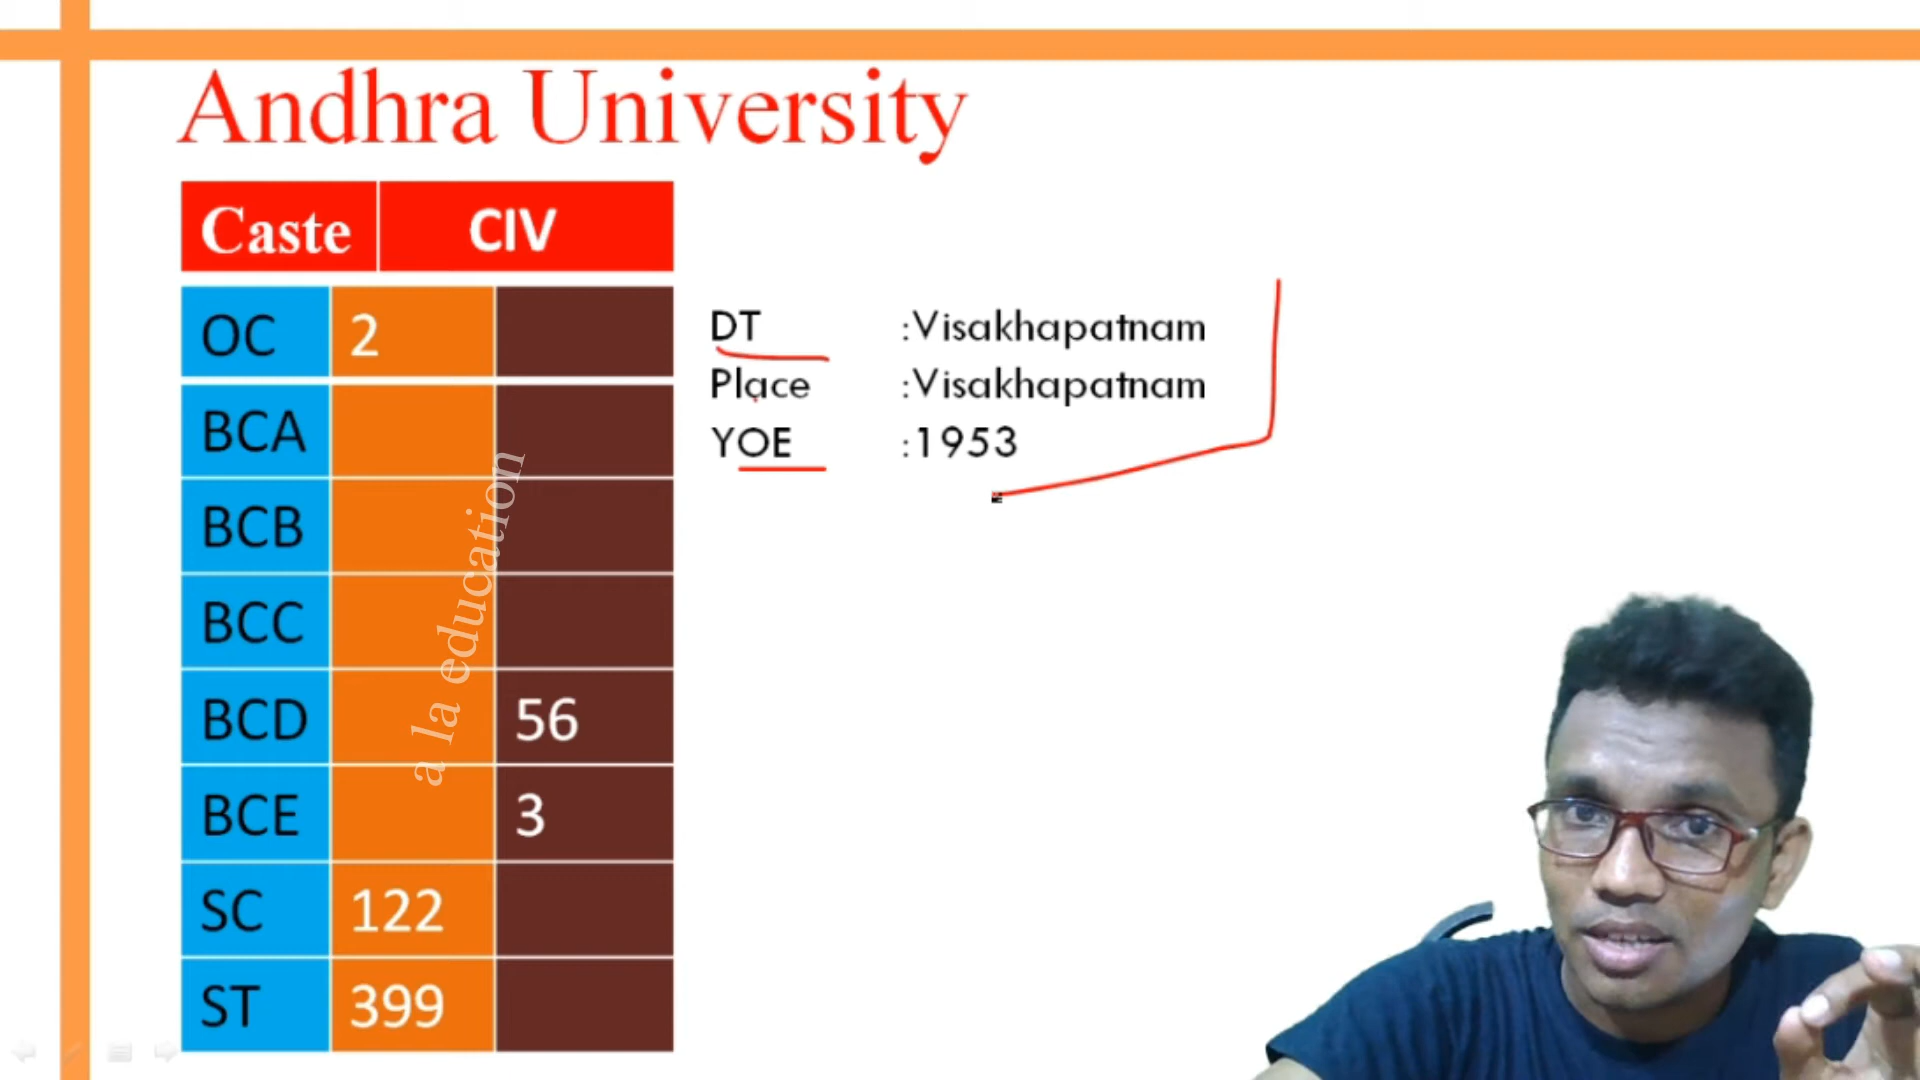 Andhra University
Caste CIV
OC 2
BCA
BCB
BCC
BCD 56
BCE 3
SC 122
ST 399
DT :Visakhapatnam
Place :Visakhapatnam
YOE :1953
a la education